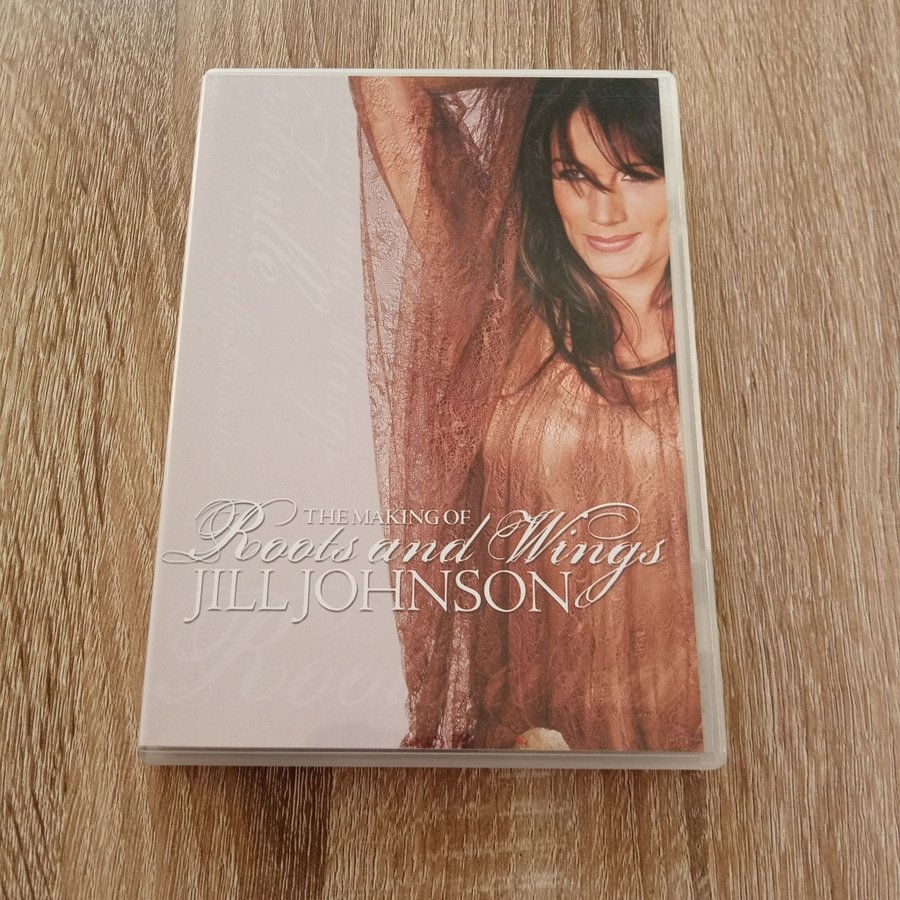 THE MAKING OF
Roots and Wings
JILL JOHNSON